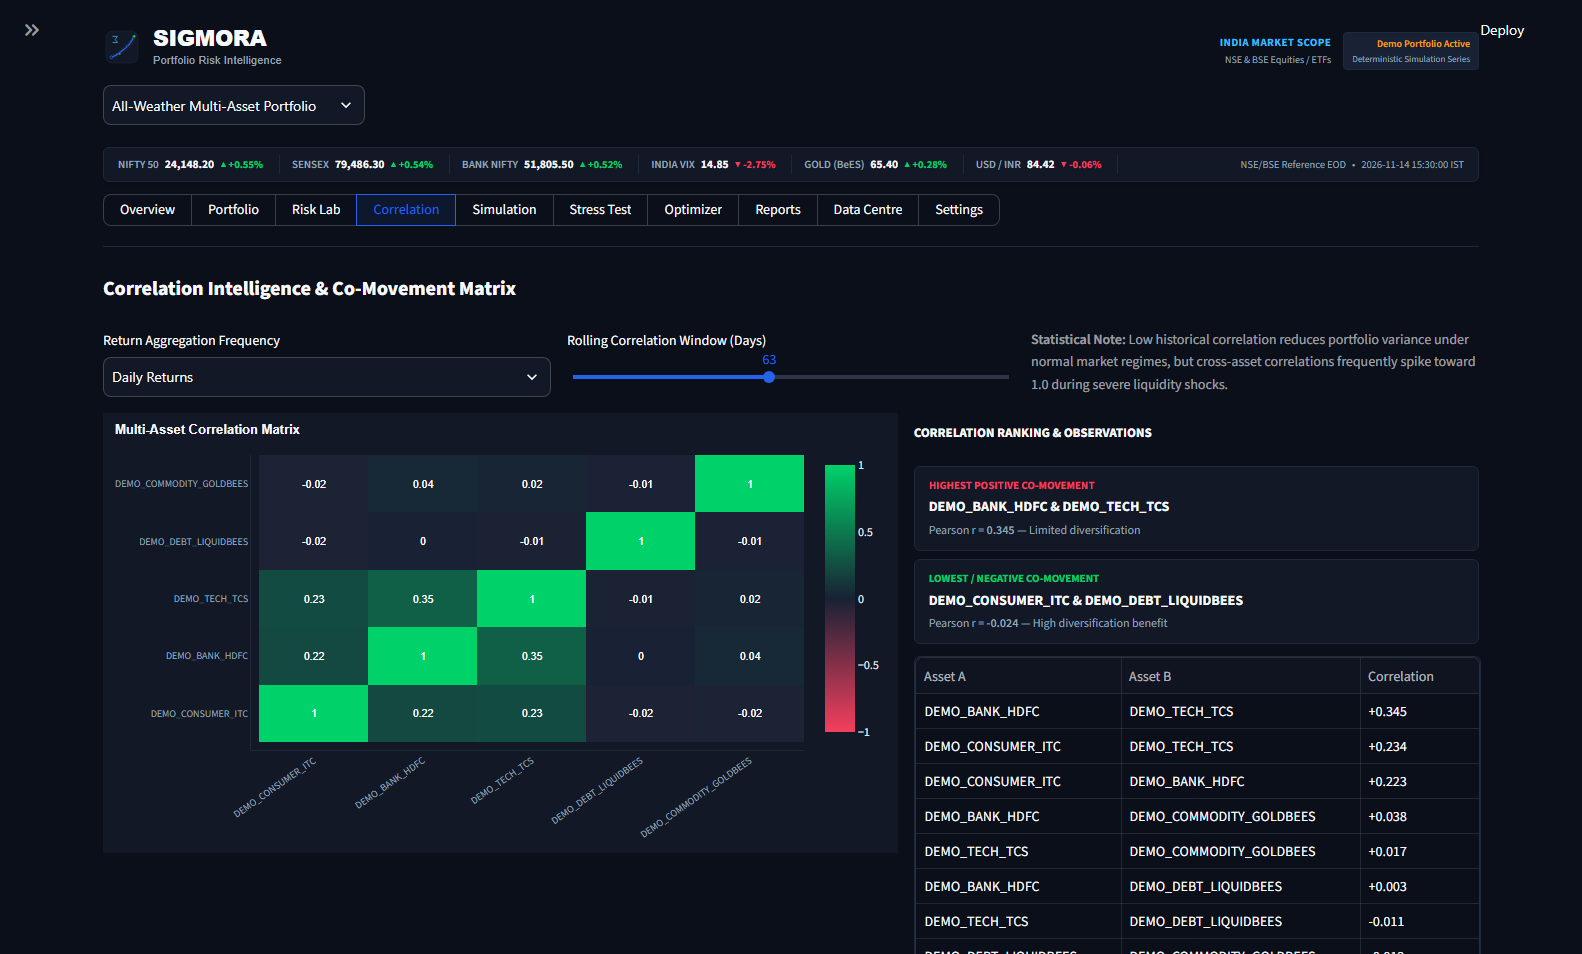 SIGMORA
Portfolio Risk Intelligence
INDIA MARKET SCOPE
NSE & BSE Equities / ETFs
Demo Portfolio Active
Deterministic Simulation Series
Deploy
All-Weather Multi-Asset Portfolio
NIFTY 50 24,148.20 ▲ +0.55% SENSEX 79,486.30 ▲ +0.54% BANK NIFTY 51,805.50 ▲ +0.52% INDIA VIX 14.85 ▼ -2.75% GOLD (BeES) 65.40 ▲ +0.28% USD / INR 84.42 ▼ -0.06% NSE/BSE Reference EOD • 2026-11-14 15:30:00 IST
Overview Portfolio Risk Lab Correlation Simulation Stress Test Optimizer Reports Data Centre Settings
Correlation Intelligence & Co-Movement Matrix
Return Aggregation Frequency
Daily Returns
Rolling Correlation Window (Days)
63
Statistical Note: Low historical correlation reduces portfolio variance under
normal market regimes, but cross-asset correlations frequently spike toward
1.0 during severe liquidity shocks.
Multi-Asset Correlation Matrix
DEMO_COMMODITY_GOLDBEES -0.02 0.04 0.02 -0.01 1
DEMO_DEBT_LIQUIDBEES -0.02 0 -0.01 1 -0.01
DEMO_TECH_TCS 0.23 0.35 1 -0.01 0.02
DEMO_BANK_HDFC 0.22 1 0.35 0 0.04
DEMO_CONSUMER_ITC 1 0.22 0.23 -0.02 -0.02
DEMO_CONSUMER_ITC DEMO_BANK_HDFC DEMO_TECH_TCS DEMO_DEBT_LIQUIDBEES DEMO_COMMODITY_GOLDBEES
1
0.5
0
−0.5
−1
CORRELATION RANKING & OBSERVATIONS
HIGHEST POSITIVE CO-MOVEMENT
DEMO_BANK_HDFC & DEMO_TECH_TCS
Pearson r = 0.345 — Limited diversification
LOWEST / NEGATIVE CO-MOVEMENT
DEMO_CONSUMER_ITC & DEMO_DEBT_LIQUIDBEES
Pearson r = -0.024 — High diversification benefit
Asset A Asset B Correlation
DEMO_BANK_HDFC DEMO_TECH_TCS +0.345
DEMO_CONSUMER_ITC DEMO_TECH_TCS +0.234
DEMO_CONSUMER_ITC DEMO_BANK_HDFC +0.223
DEMO_BANK_HDFC DEMO_COMMODITY_GOLDBEES +0.038
DEMO_TECH_TCS DEMO_COMMODITY_GOLDBEES +0.017
DEMO_BANK_HDFC DEMO_DEBT_LIQUIDBEES +0.003
DEMO_TECH_TCS DEMO_DEBT_LIQUIDBEES -0.011